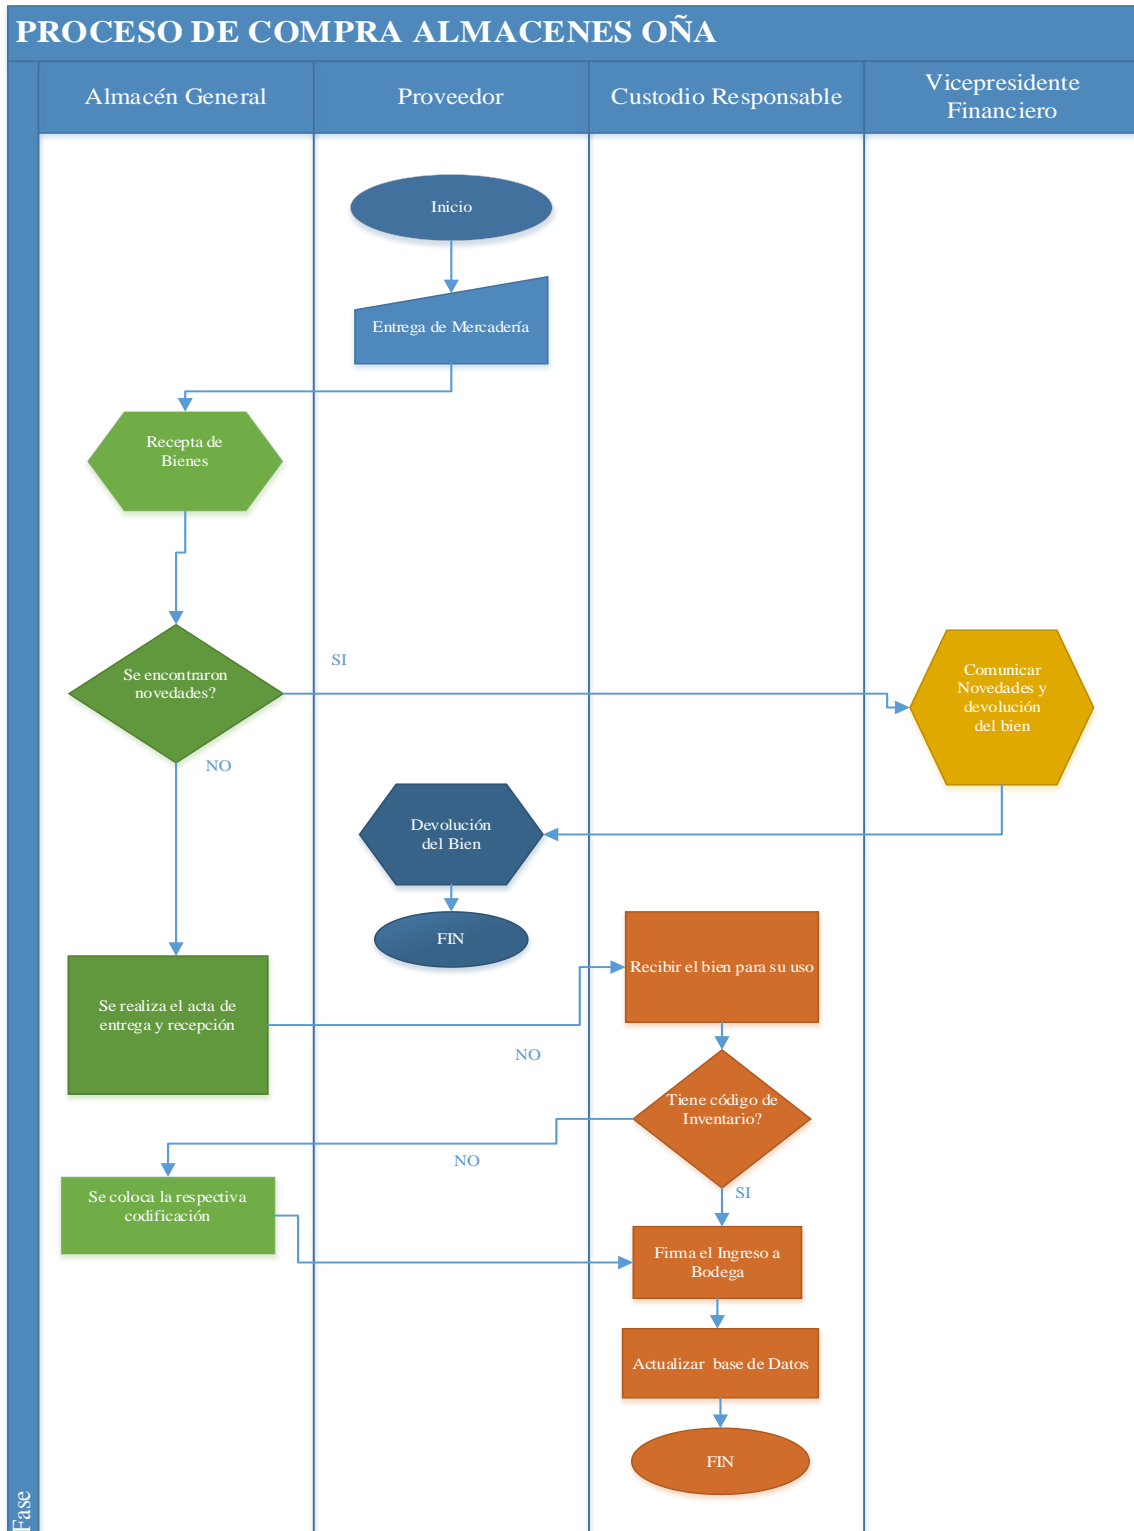 PROCESO DE COMPRA ALMACENES OÑA
Almacén General
Proveedor
Custodio Responsable
Vicepresidente
Financiero
Inicio
Entrega de Mercadería
Recepta de
Bienes
Se encontraron
novedades?
SI
Comunicar
Novedades y
devolución
del bien
NO
Devolución
del Bien
FIN
Recibir el bien para su uso
Se realiza el acta de
entrega y recepción
NO
Tiene código de
Inventario?
NO
SI
Se coloca la respectiva
codificación
Firma el Ingreso a
Bodega
Actualizar base de Datos
FIN
Fase